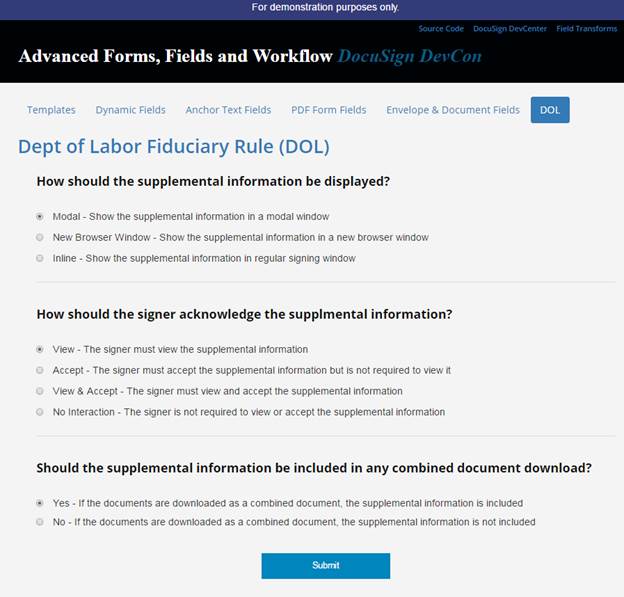 For demonstration purposes only.
Source Code DocuSign DevCenter Field Transforms
Advanced Forms, Fields and Workflow DocuSign DevCon
Templates Dynamic Fields Anchor Text Fields PDF Form Fields Envelope & Document Fields DOL
Dept of Labor Fiduciary Rule (DOL)
How should the supplemental information be displayed?
Modal - Show the supplemental information in a modal window
New Browser Window - Show the supplemental information in a new browser window
Inline - Show the supplemental information in regular signing window
How should the signer acknowledge the supplmental information?
View - The signer must view the supplemental information
Accept - The signer must accept the supplemental information but is not required to view it
View & Accept - The signer must view and accept the supplemental information
No Interaction - The signer is not required to view or accept the supplemental information
Should the supplemental information be included in any combined document download?
Yes - If the documents are downloaded as a combined document, the supplemental information is included
No - If the documents are downloaded as a combined document, the supplemental information is not included
Submit